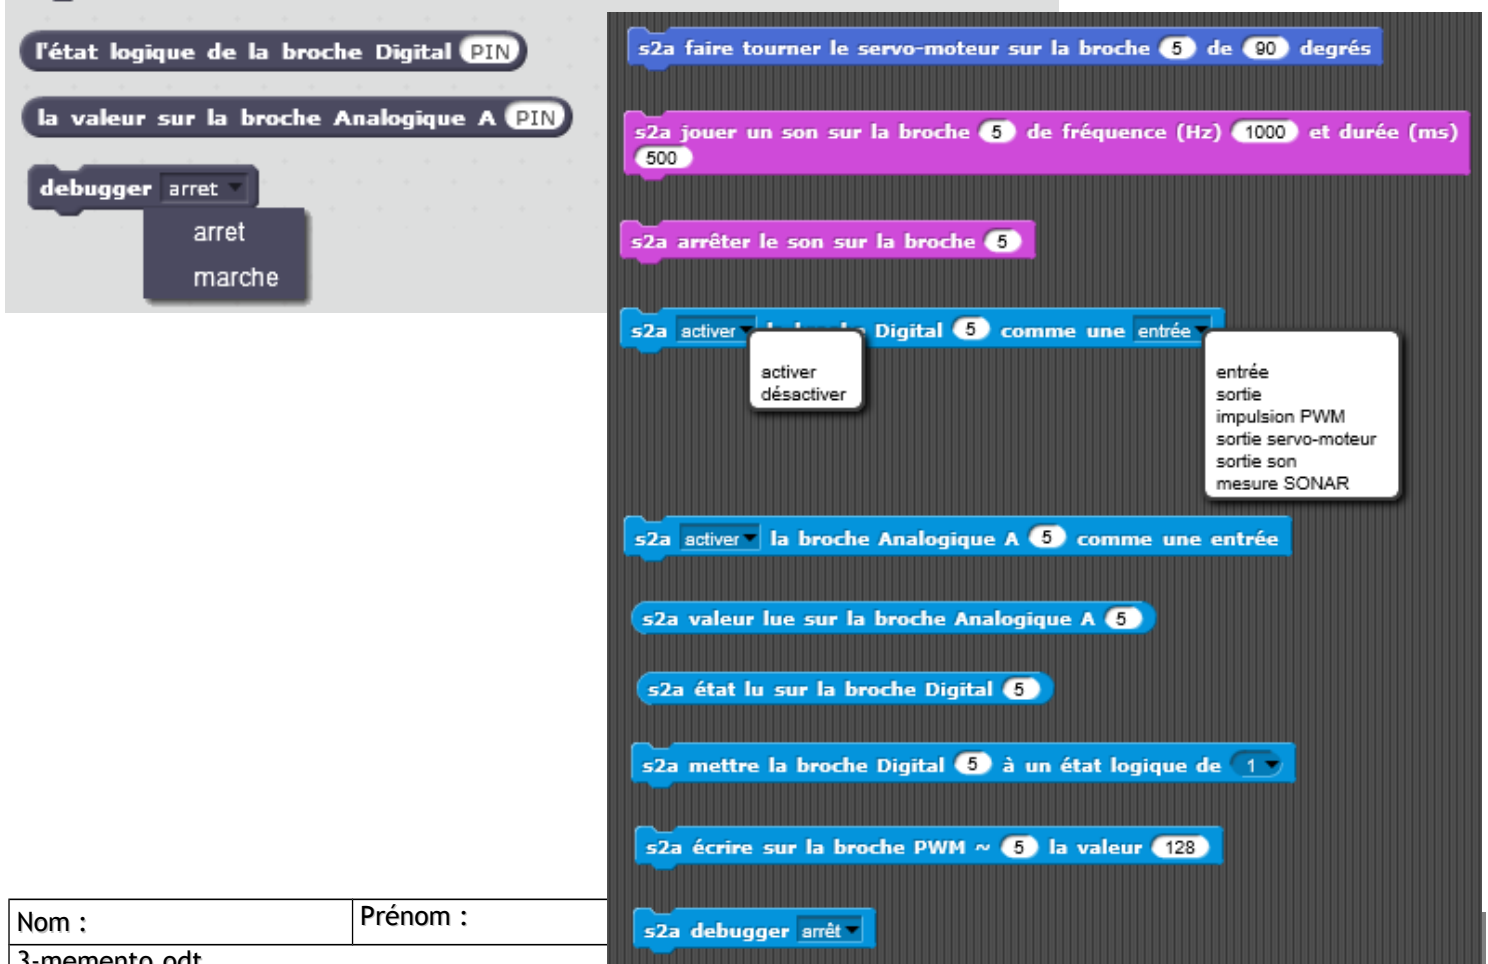 l'état logique de la broche Digital PIN
la valeur sur la broche Analogique A PIN
debugger arret
arret
marche
s2a faire tourner le servo-moteur sur la broche 5 de 90 degrés
s2a jouer un son sur la broche 5 de fréquence (Hz) 1000 et durée (ms)
500
s2a arrêter le son sur la broche 5
s2a activer Digital 5 comme une entrée
activer
désactiver
entrée
sortie
impulsion PWM
sortie servo-moteur
sortie son
mesure SONAR
s2a activer la broche Analogique A 5 comme une entrée
s2a valeur lue sur la broche Analogique A 5
s2a état lu sur la broche Digital 5
s2a mettre la broche Digital 5 à un état logique de 1
s2a écrire sur la broche PWM ~ 5 la valeur 128
s2a debugger arrêt
Nom :
Prénom :
3-memento.odt